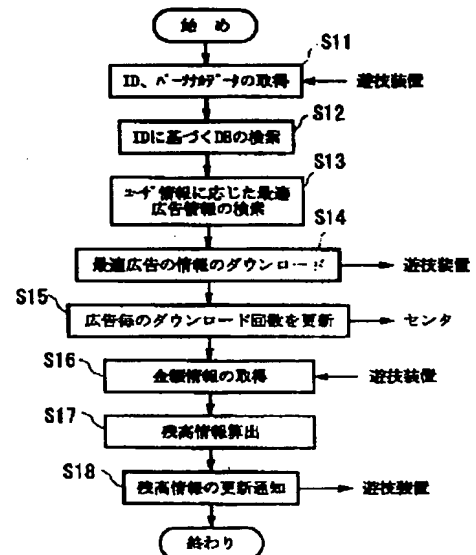 始め
S11
ID、パーソナルデータの取得
遊技装置
S12
IDに基づくDBの検索
S13
ユーザ情報に応じた最適
広告情報の検索
S14
最適広告の情報のダウンロード
遊技装置
S15
広告毎のダウンロード回数を更新
センタ
S16
金額情報の取得
遊技装置
S17
残高情報算出
S18
残高情報の更新通知
遊技装置
終わり